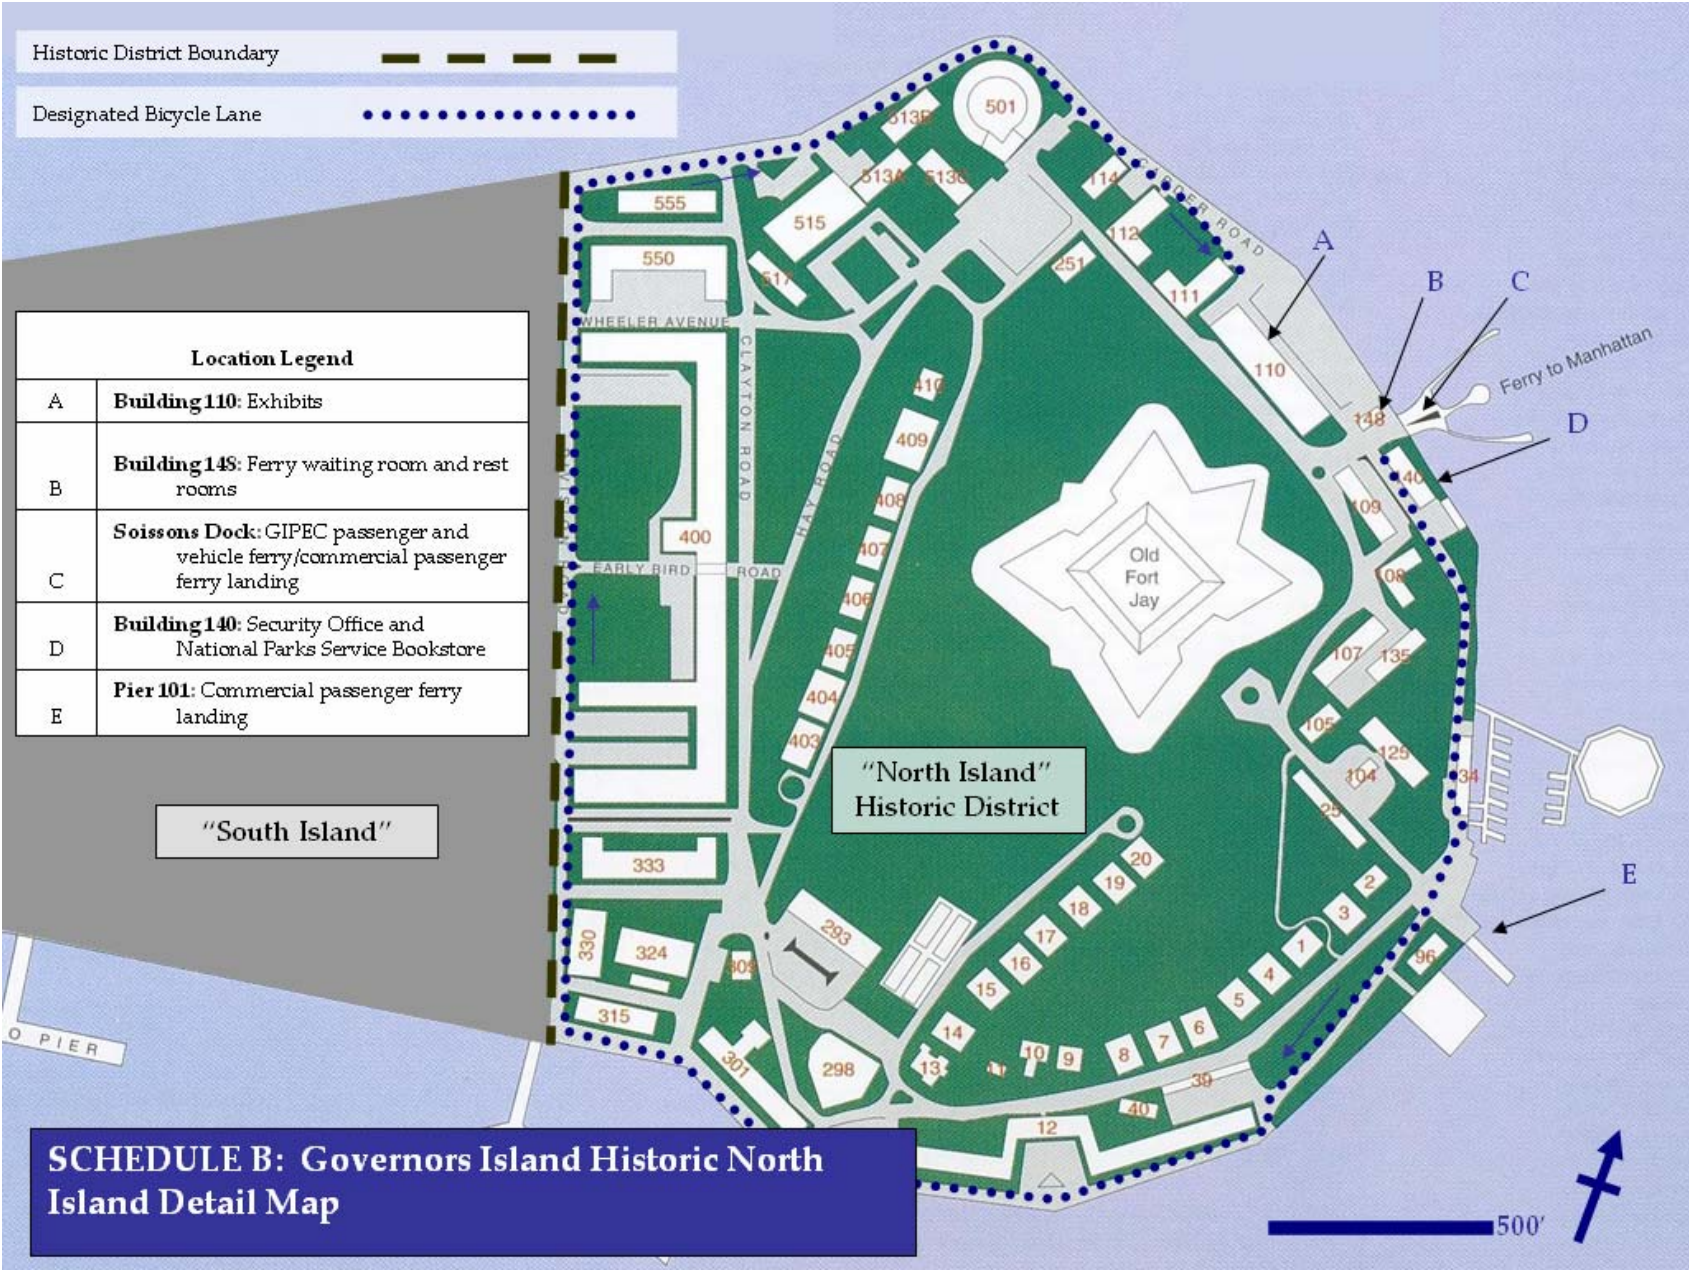 Historic District Boundary
Designated Bicycle Lane
Location Legend
A
Building 110: Exhibits
B
Building 148: Ferry waiting room and rest
rooms
C
Soissons Dock: GIPEC passenger and
vehicle ferry/commercial passenger
ferry landing
D
Building 140: Security Office and
National Parks Service Bookstore
E
Pier 101: Commercial passenger ferry
landing
"South Island"
"North Island"
Historic District
Old
Fort
Jay
501
513B
513A
513C
515
517
555
550
WHEELER AVENUE
CLAYTON ROAD
HAY ROAD
EARLY BIRD ROAD
400
114
112
111
251
CARDER ROAD
A
B
C
D
E
110
148
Ferry to Manhattan
140
109
108
107
135
105
125
104
25
134
410
409
408
407
406
405
404
403
333
330
324
315
309
293
301
298
20
19
18
17
16
15
14
13
11
10
9
8
7
6
5
4
1
3
2
96
39
40
12
O PIER
SCHEDULE B: Governors Island Historic North
Island Detail Map
500'